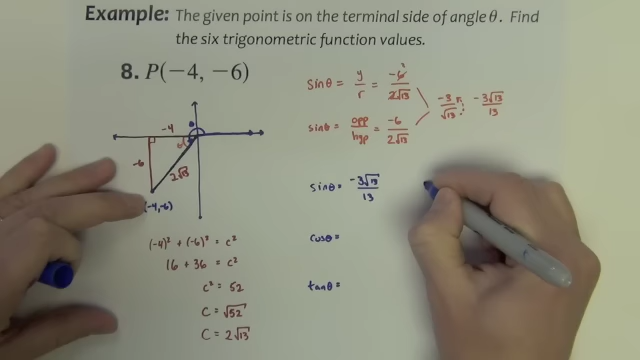 Example: The given point is on the terminal side of angle θ. Find
the six trigonometric function values.
8. P(−4, −6)
-4
-6
θ'
2√13
(-4,-6)
(-4)² + (-6)² = c²
16 + 36 = c²
c² = 52
C = √52
C = 2√13
sinθ = y/r = -6/2√13
sinθ = opp/hyp = -6/2√13
-3/√13 = -3√13/13
sinθ = -3√13/13
cosθ =
tanθ =